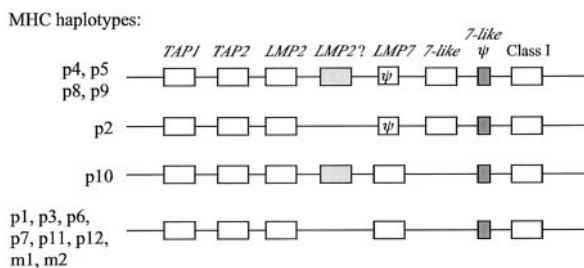 MHC haplotypes:
7-like
TAP1 TAP2 LMP2 LMP2? LMP7 7-like ψ Class I
p4, p5
p8, p9
ψ
p2
ψ
p10
p1, p3, p6,
p7, p11, p12,
m1, m2